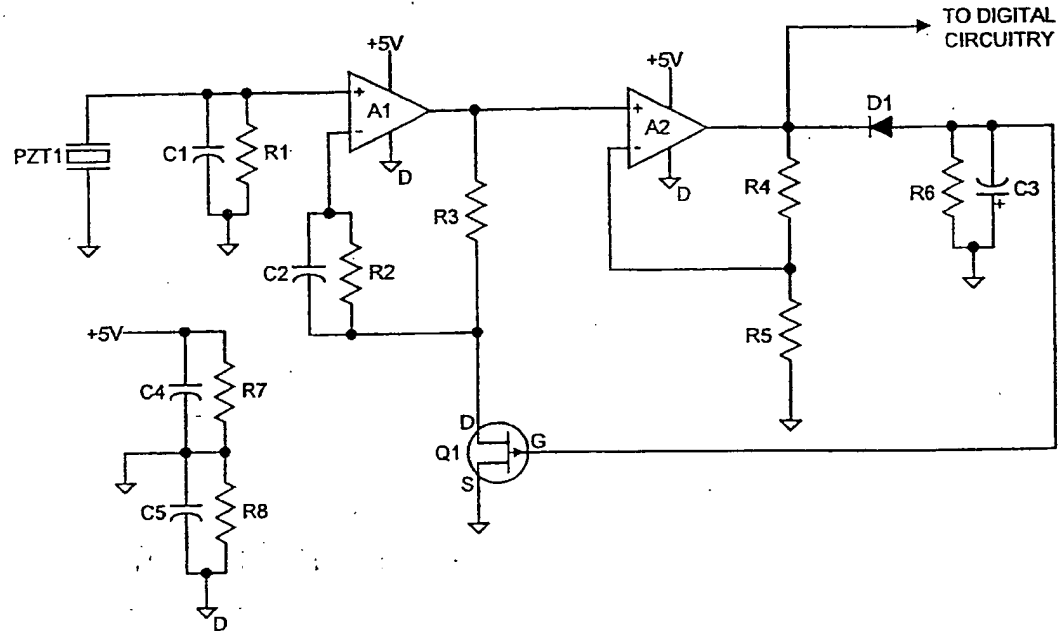 TO DIGITAL
CIRCUITRY
+5V
+5V
+
A1
-
D
+
A2
-
D
D1
PZT1
C1
R1
R3
R4
R6
C3
+
C2
R2
R5
+5V
C4
R7
D
Q1
G
S
C5
R8
D